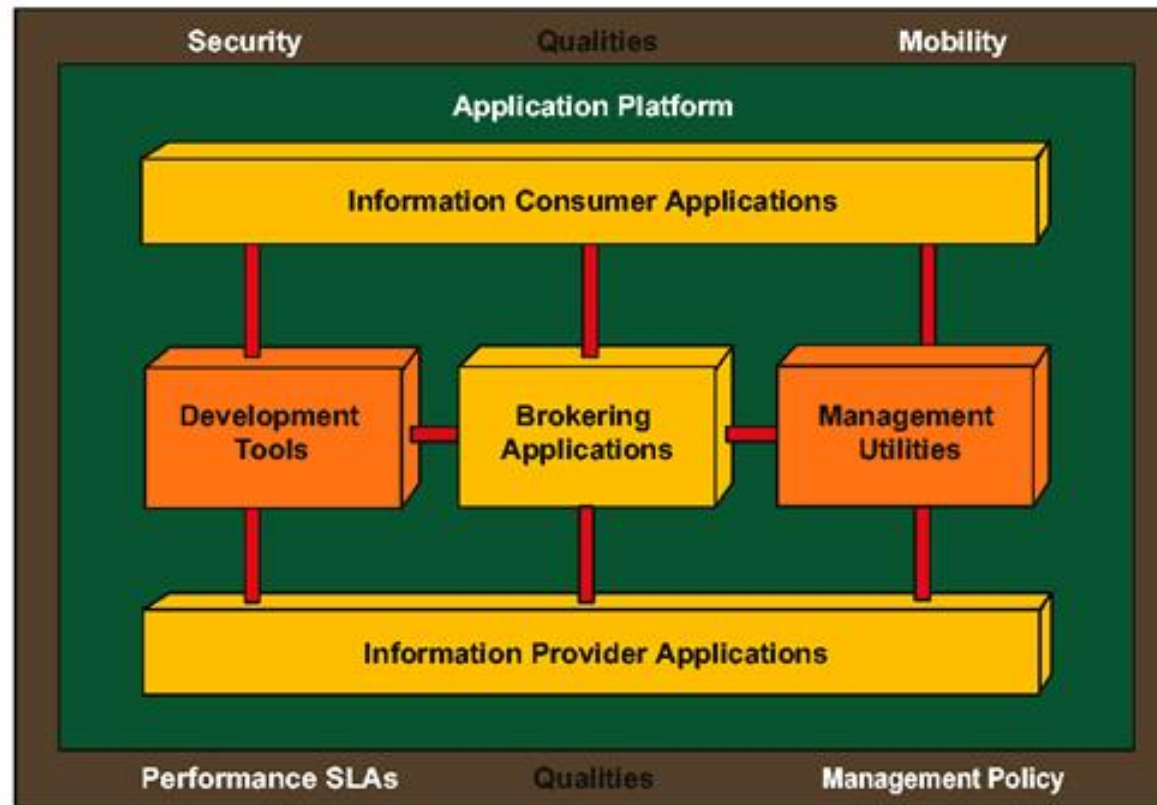 Security Qualities Mobility
Application Platform
Information Consumer Applications
Development
Tools
Brokering
Applications
Management
Utilities
Information Provider Applications
Performance SLAs Qualities Management Policy